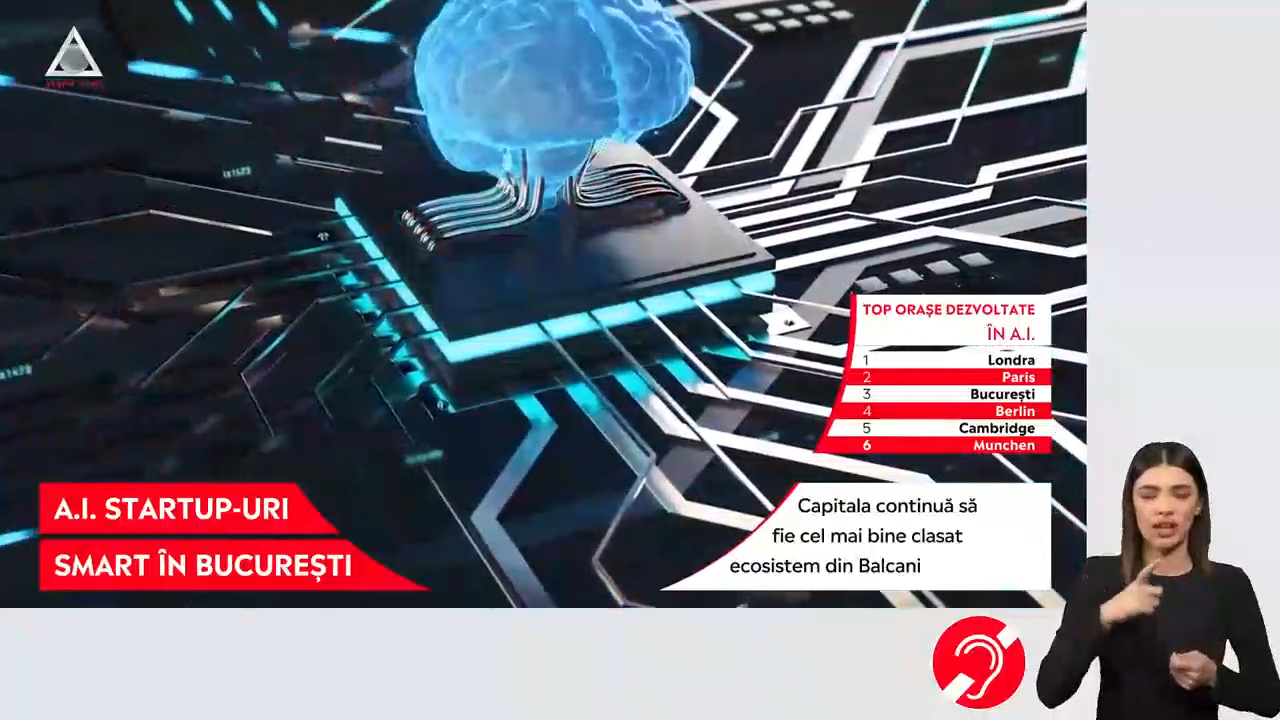 TOP ORAȘE DEZVOLTATE
ÎN A.I.
1 Londra
2 Paris
3 București
4 Berlin
5 Cambridge
6 Munchen
A.I. STARTUP-URI
SMART ÎN BUCUREȘTI
Capitala continuă să
fie cel mai bine clasat
ecosistem din Balcani